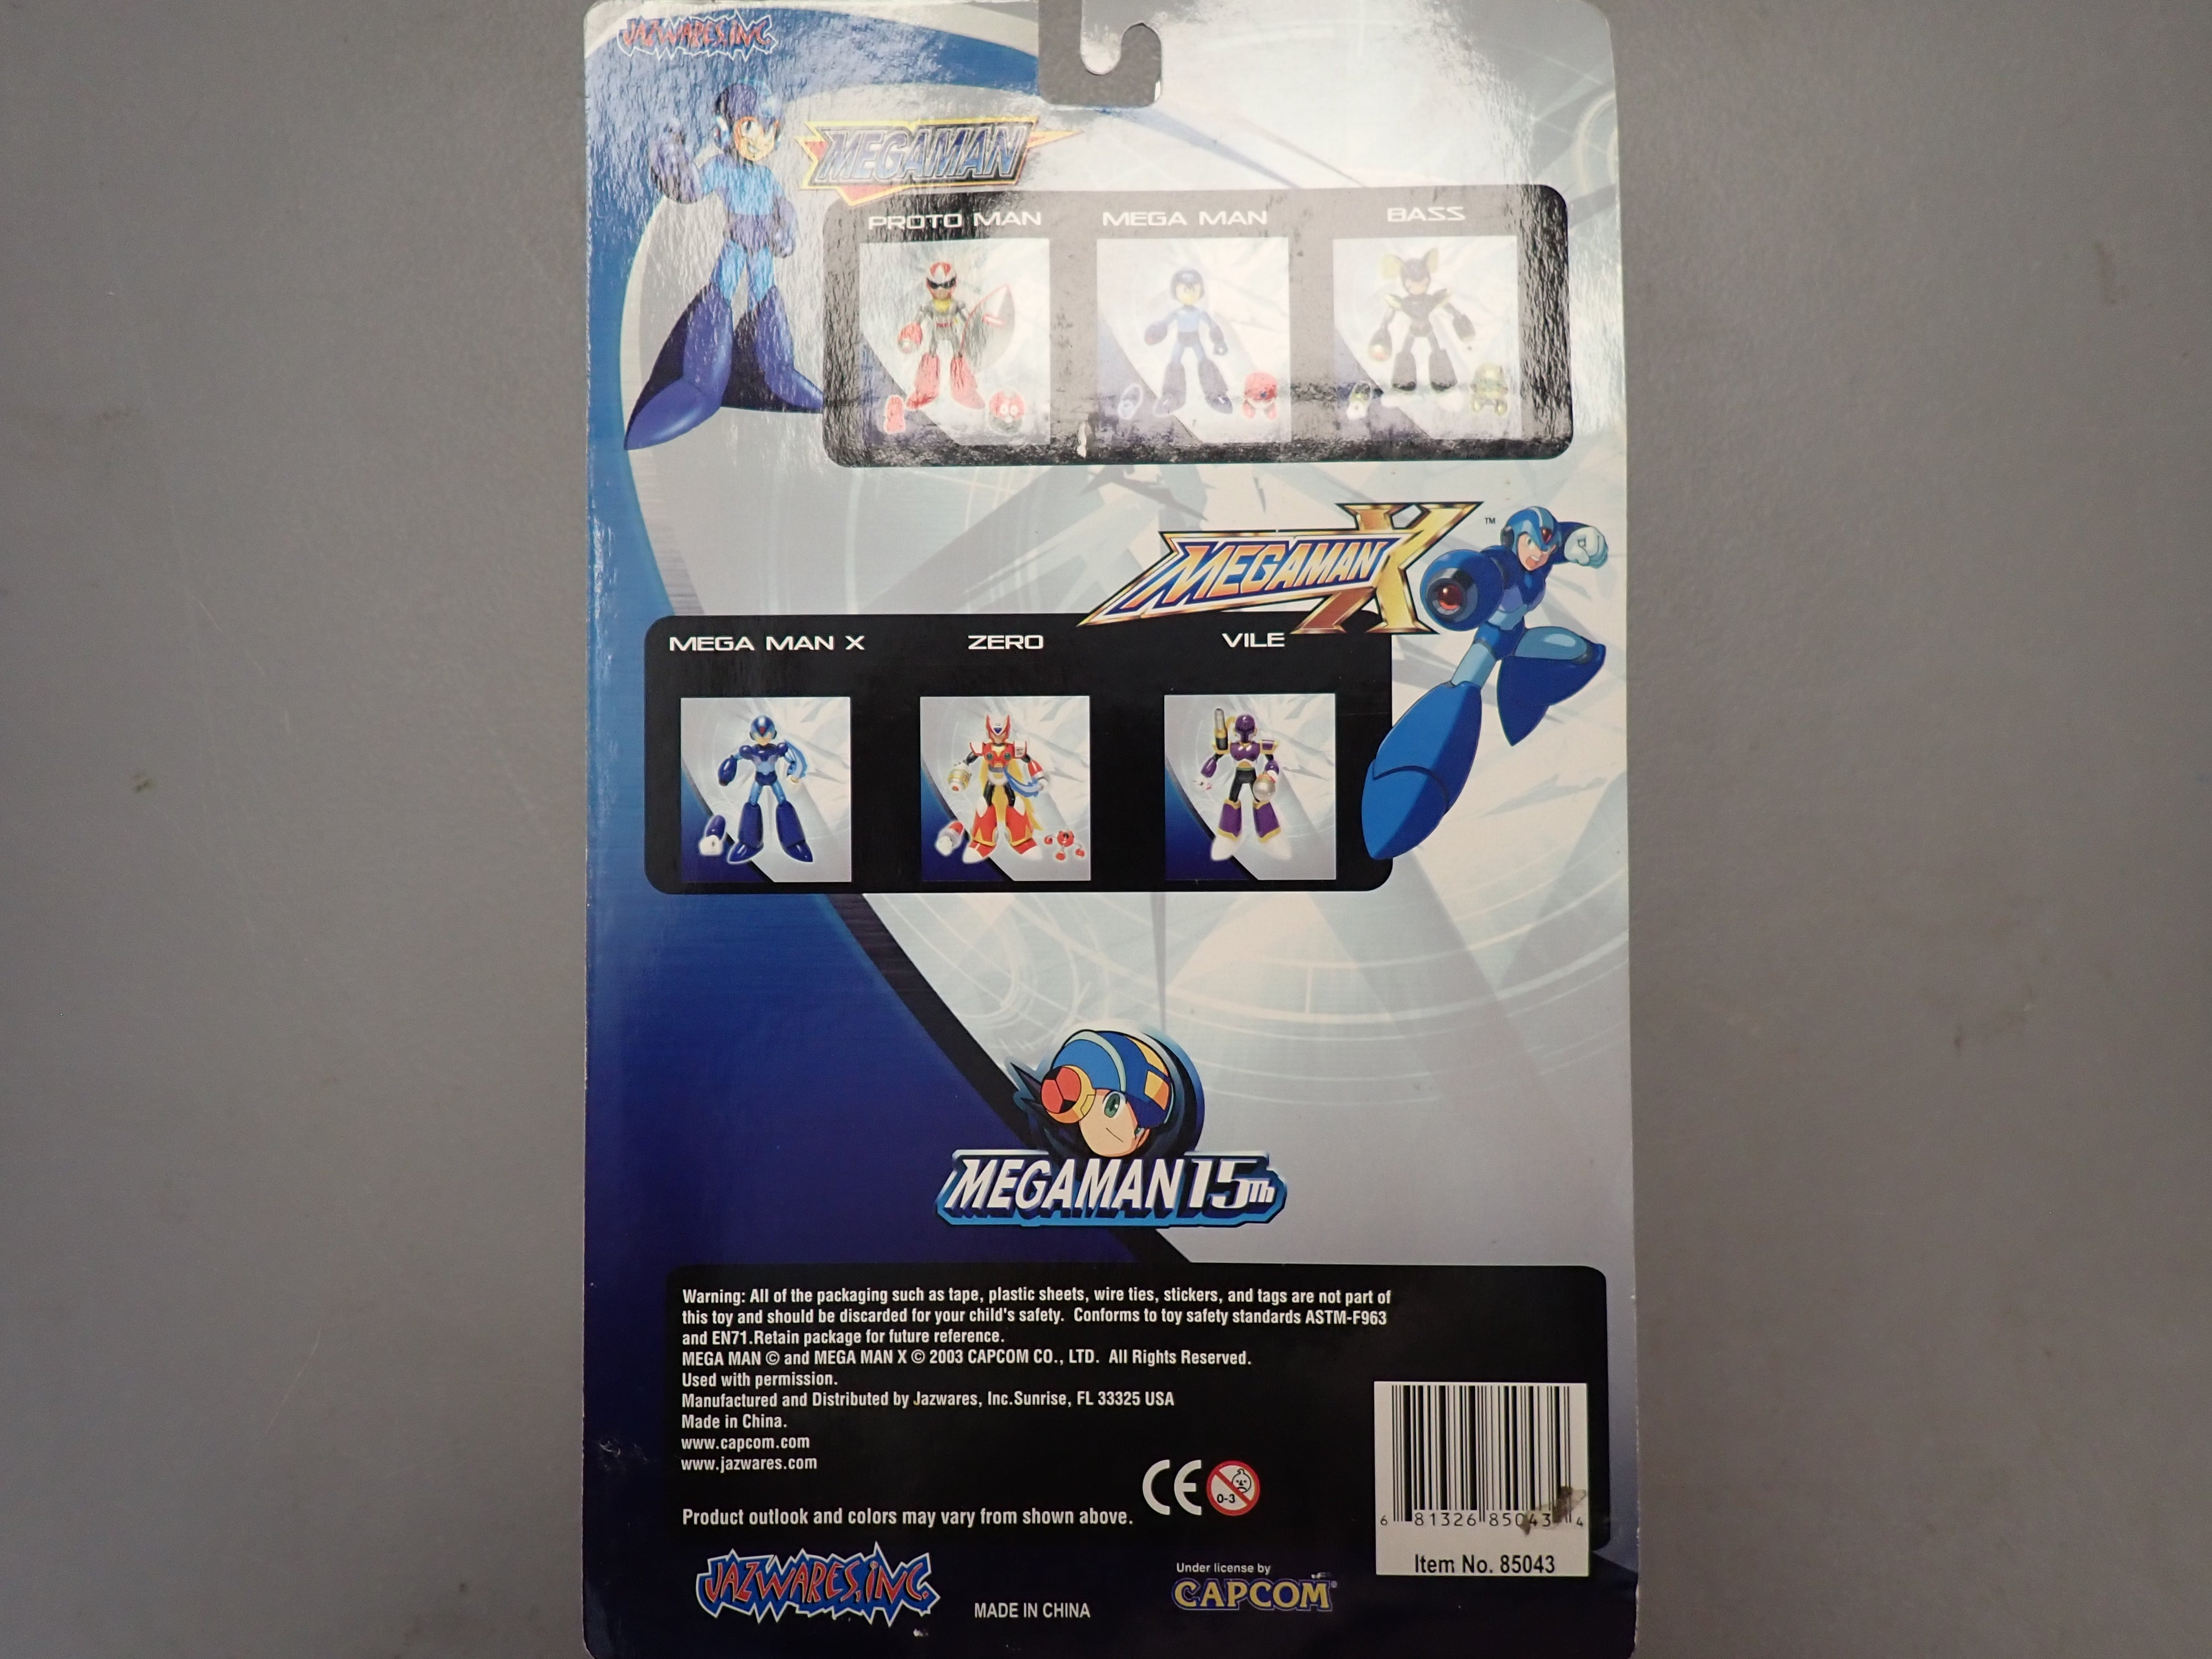 JAZWARES, INC.
MEGAMAN
PROTO MAN
MEGA MAN
BASS
MEGAMAN X ™
MEGA MAN X
ZERO
VILE
MEGAMAN 15Th
Warning: All of the packaging such as tape, plastic sheets, wire ties, stickers, and tags are not part of
this toy and should be discarded for your child's safety. Conforms to toy safety standards ASTM-F963
and EN71.Retain package for future reference.
MEGA MAN © and MEGA MAN X © 2003 CAPCOM CO., LTD. All Rights Reserved.
Used with permission.
Manufactured and Distributed by Jazwares, Inc.Sunrise, FL 33325 USA
Made in China.
www.capcom.com
www.jazwares.com
CE
0-3
Product outlook and colors may vary from shown above.
6 81326 85043 4
Item No. 85043
JAZWARES, INC.
MADE IN CHINA
Under license by
CAPCOM®